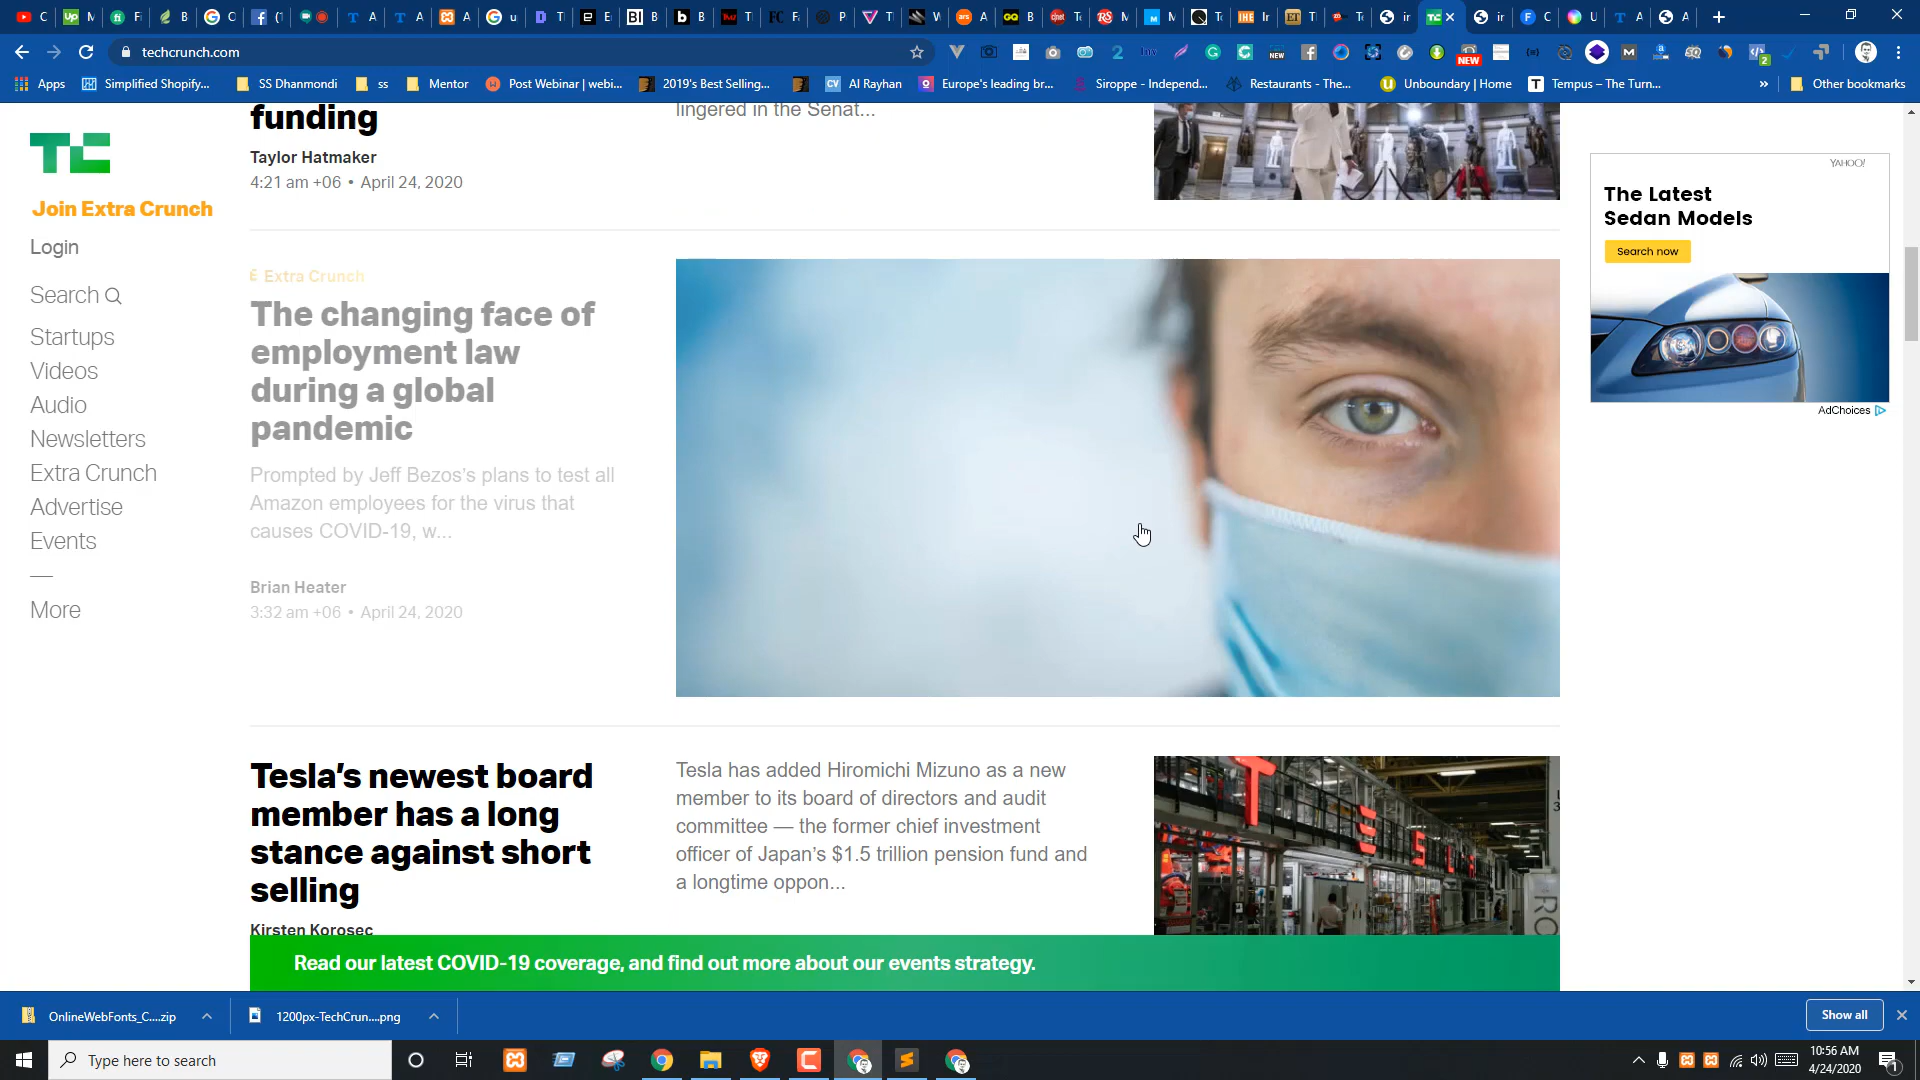 techcrunch.com
Apps
Simplified Shopify...
SS Dhanmondi
ss
Mentor
Post Webinar | webi...
2019's Best Selling...
Al Rayhan
Europe's leading br...
Siroppe - Independ...
Restaurants - The...
Unboundary | Home
Tempus – The Turn...
»
Other bookmarks
funding
Taylor Hatmaker
4:21 am +06 • April 24, 2020
lingered in the Senat...
Join Extra Crunch
Login
Search
Startups
Videos
Audio
Newsletters
Extra Crunch
Advertise
Events
—
More
Extra Crunch
The changing face of
employment law
during a global
pandemic
Prompted by Jeff Bezos's plans to test all
Amazon employees for the virus that
causes COVID-19, w...
Brian Heater
3:32 am +06 • April 24, 2020
YAHOO!
The Latest
Sedan Models
Search now
AdChoices
Tesla's newest board
member has a long
stance against short
selling
Kirsten Korosec
Tesla has added Hiromichi Mizuno as a new
member to its board of directors and audit
committee — the former chief investment
officer of Japan's $1.5 trillion pension fund and
a longtime oppon...
TESLA
Read our latest COVID-19 coverage, and find out more about our events strategy.
OnlineWebFonts_C....zip
1200px-TechCrun....png
Show all
Type here to search
10:56 AM
4/24/2020